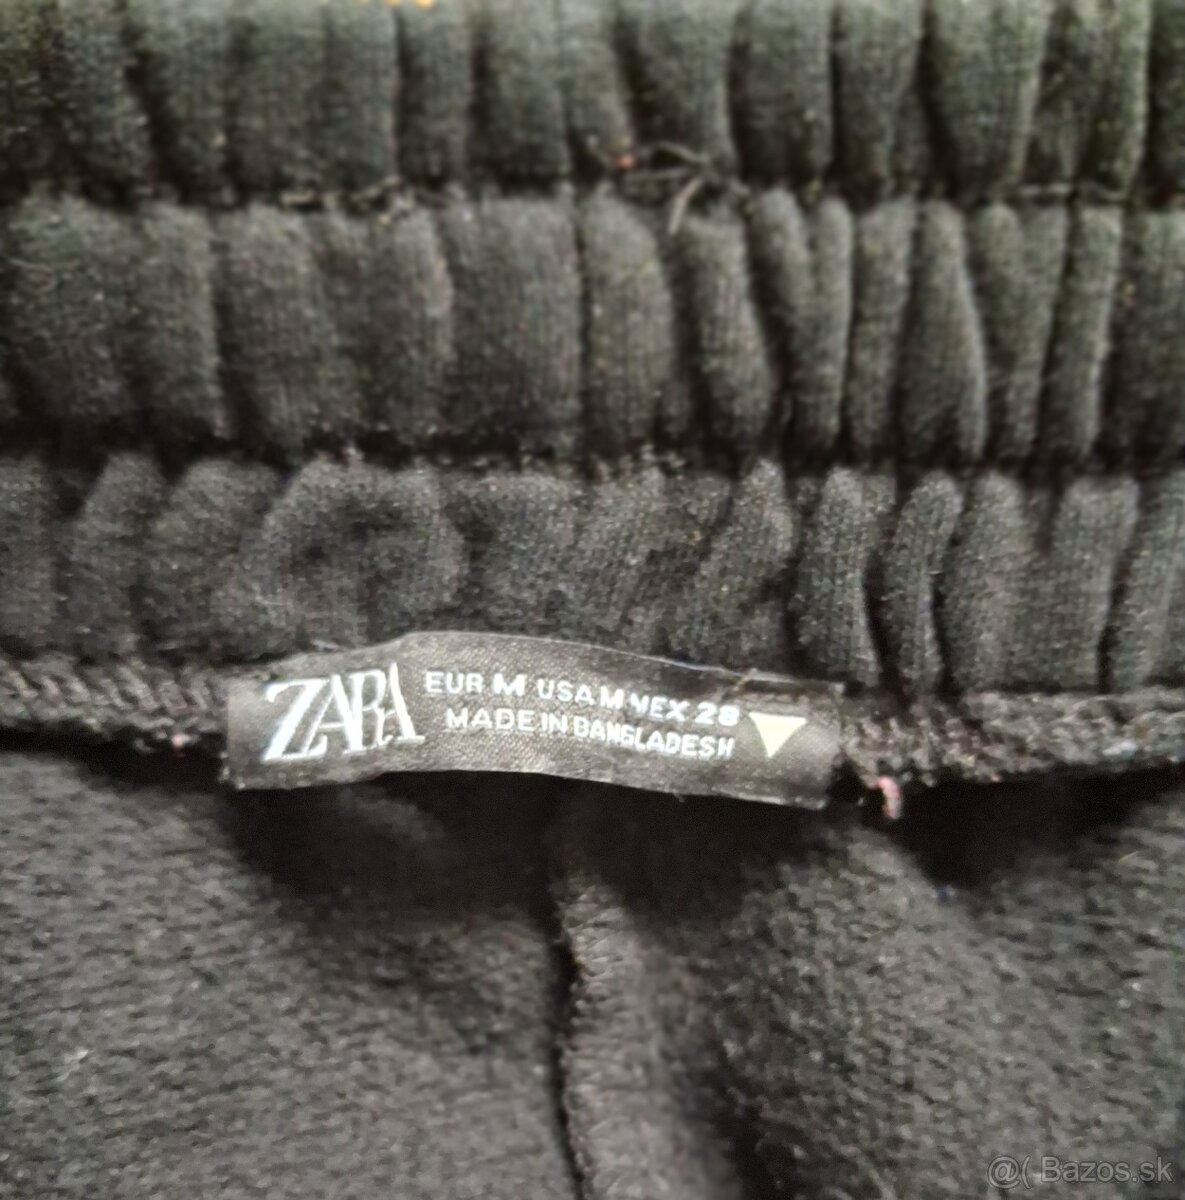 ZARA
EUR M USA M MEX 28
MADE IN BANGLADESH
@( Bazos.sk